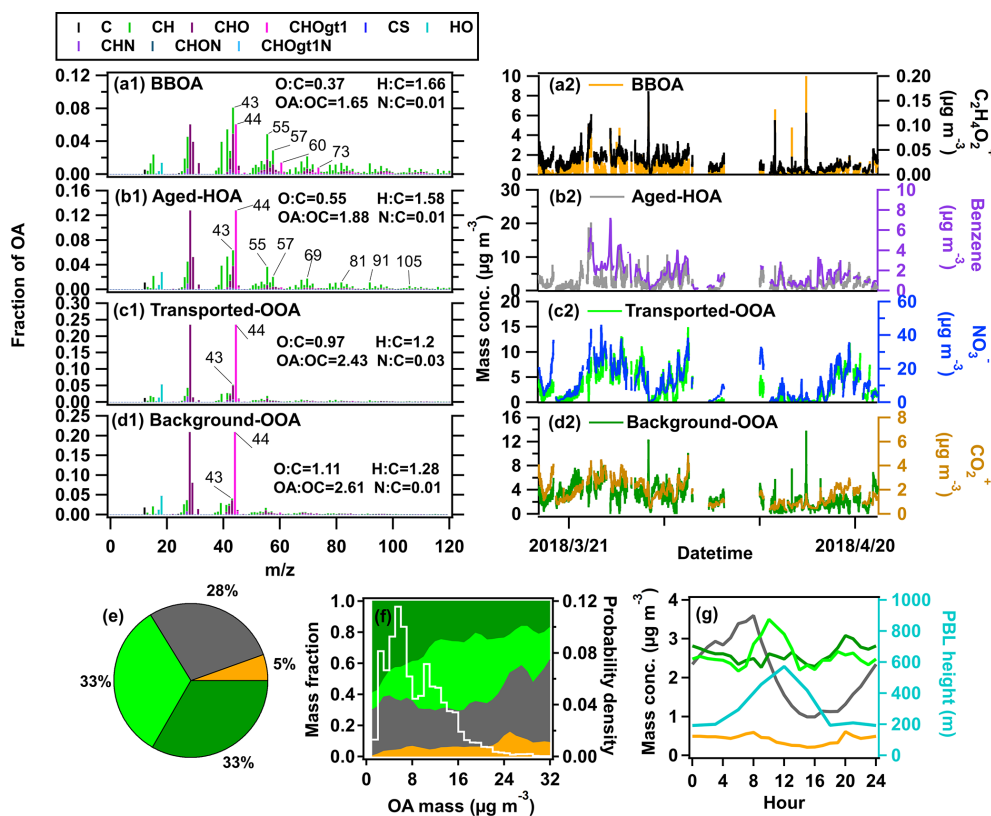 C CH CHO CHOgt1 CS HO
CHN CHON CHOgt1N
Fraction of OA
0.12
0.08
0.04
0.00
(a1) BBOA
O:C=0.37 H:C=1.66
OA:OC=1.65 N:C=0.01
43
44
55
57
60
73
0.16
0.12
0.08
0.04
0.00
(b1) Aged-HOA
O:C=0.55 H:C=1.58
OA:OC=1.88 N:C=0.01
44
43
55
57
69
81
91
105
0.30
0.25
0.20
0.15
0.10
0.05
0.00
(c1) Transported-OOA
O:C=0.97 H:C=1.2
OA:OC=2.43 N:C=0.03
44
43
0.25
0.20
0.15
0.10
0.05
0.00
(d1) Background-OOA
O:C=1.11 H:C=1.28
OA:OC=2.61 N:C=0.01
44
43
0 20 40 60 80 100 120
m/z
Mass conc. (µg m⁻³)
10
8
6
4
2
0
(a2) BBOA
0.20
0.15
0.10
0.05
0.00
C₂H₄O₂⁺
(µg m⁻³)
30
20
10
0
(b2) Aged-HOA
10
8
6
4
2
0
Benzene
(µg m⁻³)
20
15
10
5
0
(c2) Transported-OOA
60
40
20
0
NO₃⁻
(µg m⁻³)
16
12
8
4
0
(d2) Background-OOA
8
6
4
2
0
CO₂⁺
(µg m⁻³)
2018/3/21 2018/4/20
Datetime
(e)
28%
5%
33%
33%
Mass fraction
1.0
0.8
0.6
0.4
0.2
0.0
(f)
0.12
0.08
0.04
0.00
Probability density
0 8 16 24 32
OA mass (µg m⁻³)
Mass conc. (µg m⁻³)
4
3
2
1
0
(g)
1000
800
600
400
200
0
PBL height (m)
0 4 8 12 16 20 24
Hour